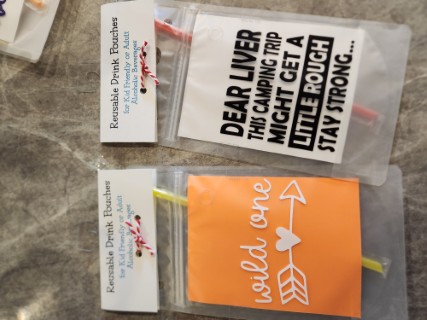 Reusable Drink Pouches
for Kid Friendly or Adult
Alcoholic Beverages
wild one
Reusable Drink Pouches
for Kid Friendly or Adult
Alcoholic Beverages
DEAR LIVER
THIS CAMPING TRIP
MIGHT GET A
LITTLE ROUGH
STAY STRONG...